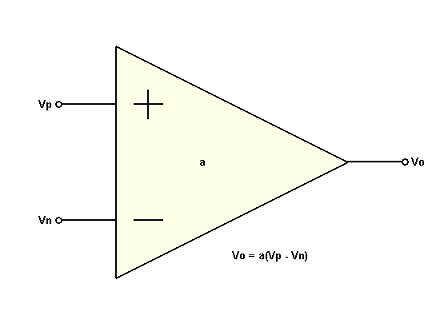 Vp
+
a
Vo
Vn
−
Vo = a(Vp - Vn)